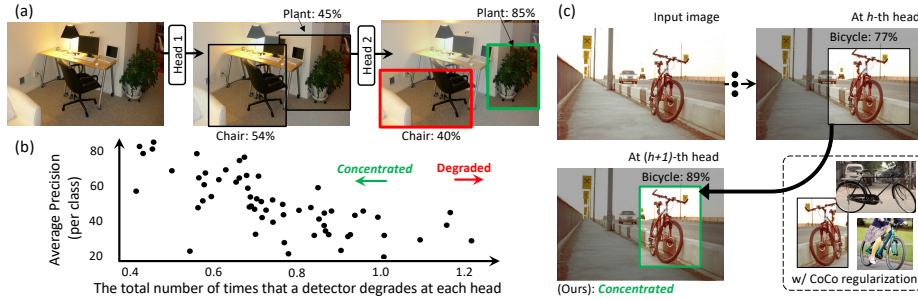 (a)
Plant: 45%
Plant: 85%
Head 1
Head 2
Chair: 54%
Chair: 40%
(b)
Average Precision
(per class)
80
60
40
20
Concentrated
Degraded
0.4
0.6
0.8
1.0
1.2
The total number of times that a detector degrades at each head
(c)
Input image
At h-th head
Bicycle: 77%
At (h+1)-th head
Bicycle: 89%
(Ours): Concentrated
w/ CoCo regularization